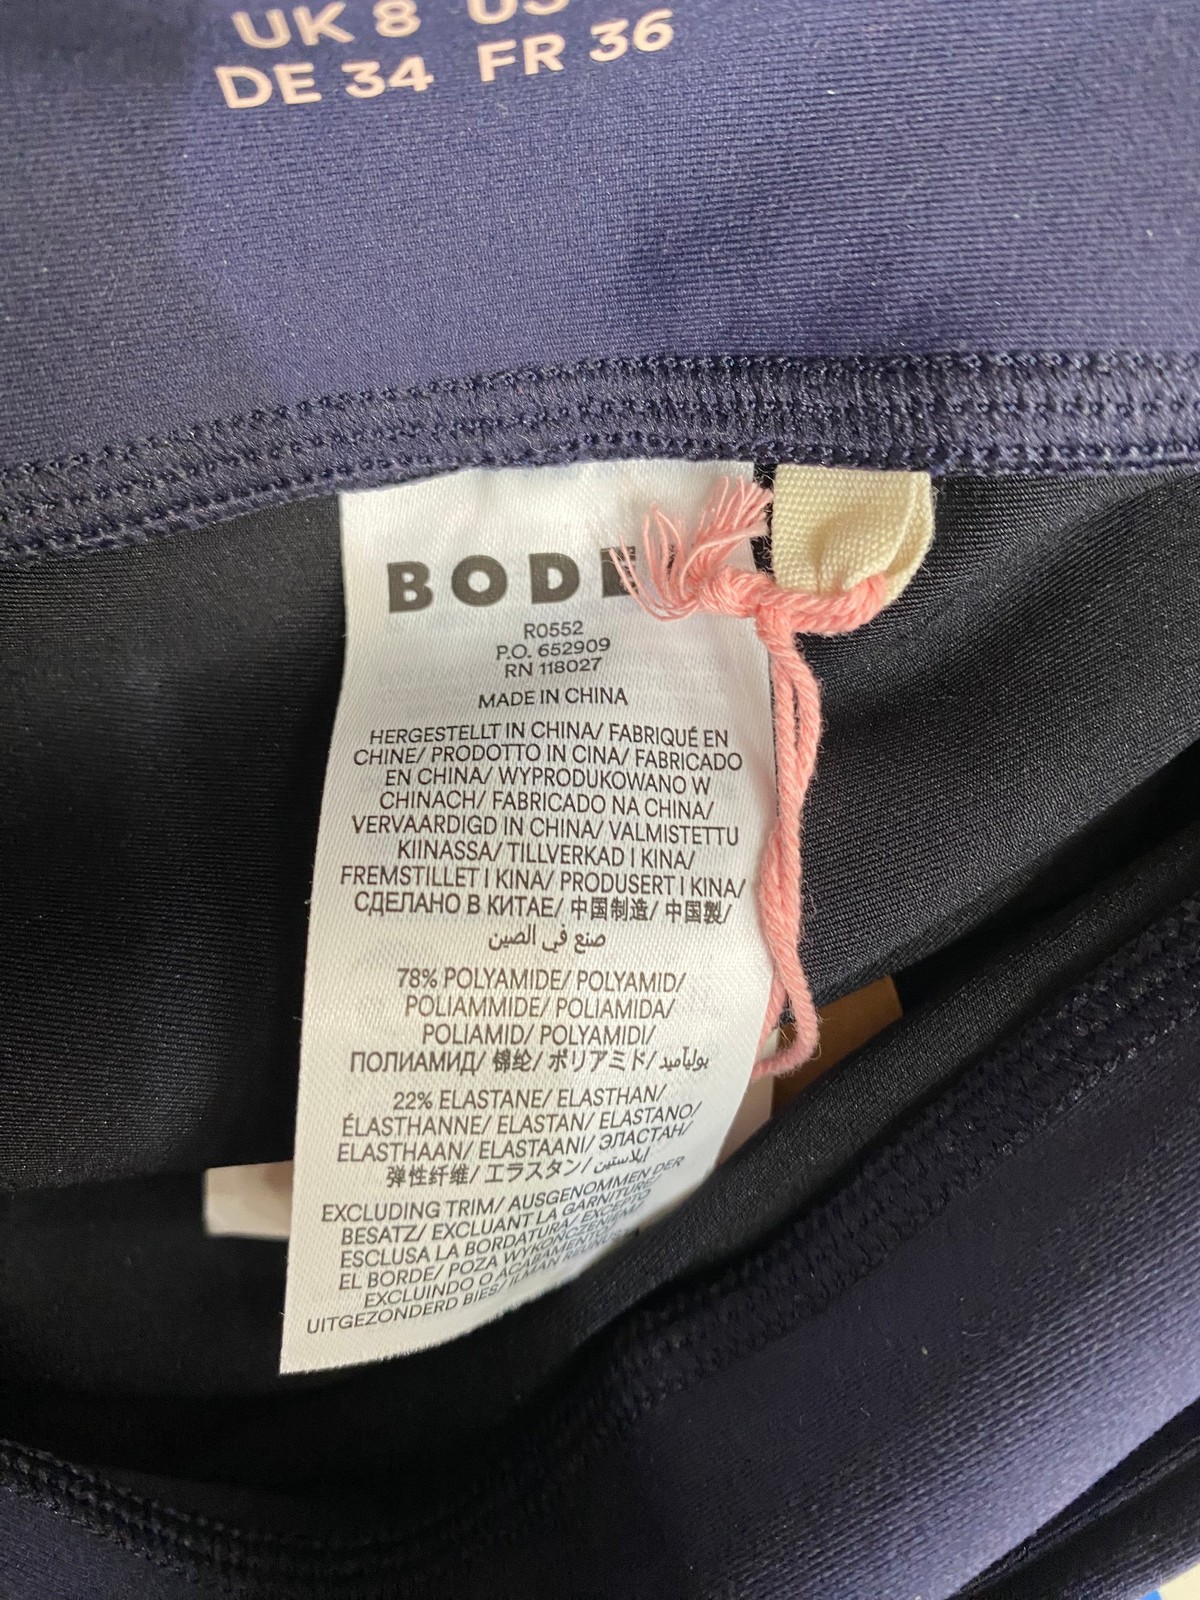 UK 8 US
DE 34 FR 36
BODE
R0552
P.O. 652909
RN 118027
MADE IN CHINA
HERGESTELLT IN CHINA/ FABRIQUÉ EN
CHINE/ PRODOTTO IN CINA/ FABRICADO
EN CHINA/ WYPRODUKOWANO W
CHINACH/ FABRICADO NA CHINA/
VERVAARDIGD IN CHINA/ VALMISTETTU
KIINASSA/ TILLVERKAD I KINA/
FREMSTILLET I KINA/ PRODUSERT I KINA/
СДЕЛАНО В КИТАЕ/ 中国制造/ 中国製/
صنع في الصين
78% POLYAMIDE/ POLYAMID/
POLIAMMIDE/ POLIAMIDA/
POLIAMID/ POLYAMIDI/
ПОЛИАМИД/ 锦纶/ ポリアミド/ بوليأميد
22% ELASTANE/ ELASTHAN/
ÉLASTHANNE/ ELASTAN/ ELASTANO/
ELASTHAAN/ ELASTAANI/ ЭЛАСТАН/
弹性纤维/ エラスタン/ إيلاستين
EXCLUDING TRIM/ AUSGENOMMEN DER
BESATZ/ EXCLUANT LA GARNITURE/
ESCLUSA LA BORDATURA/ EXCEPTO
EL BORDE/ POZA WYKOŃCZENIEM/
EXCLUINDO O ACABAMENTO/
UITGEZONDERD BIES/ ILMAN